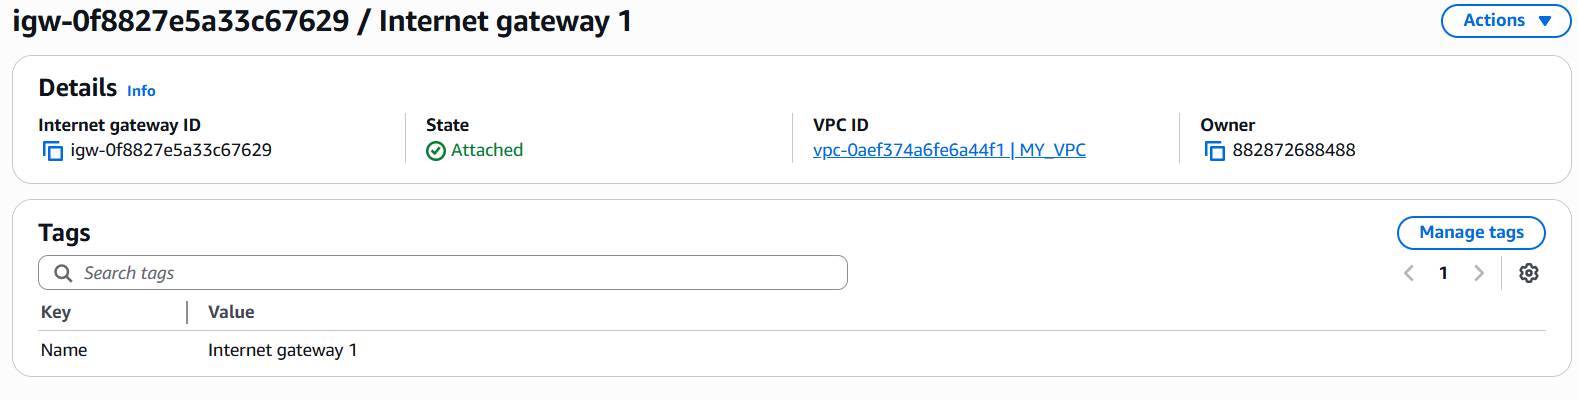 igw-0f8827e5a33c67629 / Internet gateway 1
Actions
Details Info
Internet gateway ID
igw-0f8827e5a33c67629
State
Attached
VPC ID
vpc-0aef374a6fe6a44f1 | MY_VPC
Owner
882872688488
Tags
Manage tags
Search tags
1
Key Value
Name Internet gateway 1